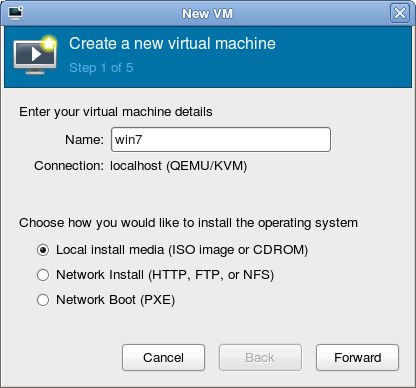 New VM
Create a new virtual machine
Step 1 of 5
Enter your virtual machine details
Name: win7
Connection: localhost (QEMU/KVM)
Choose how you would like to install the operating system
Local install media (ISO image or CDROM)
Network Install (HTTP, FTP, or NFS)
Network Boot (PXE)
Cancel Back Forward